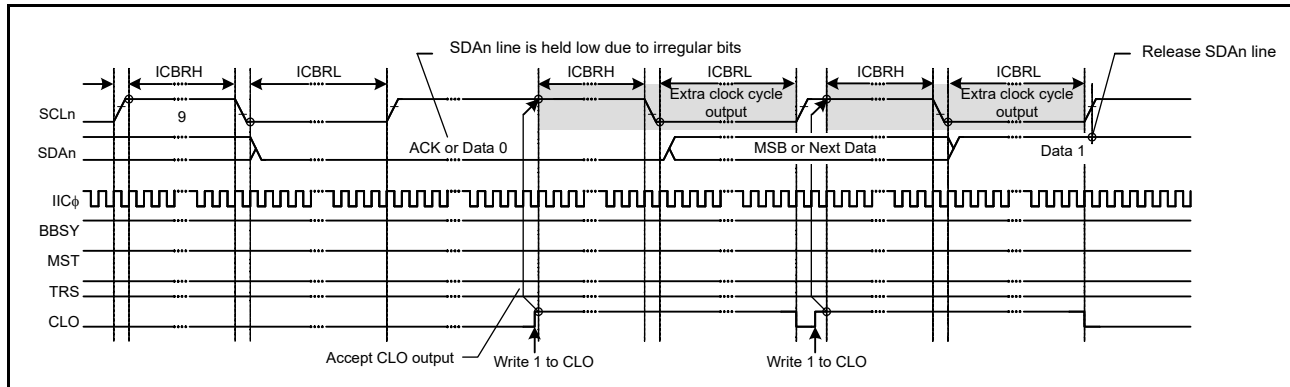 SDAn line is held low due to irregular bits
Release SDAn line
ICBRH
ICBRL
ICBRH
ICBRL
ICBRH
ICBRL
Extra clock cycle
output
Extra clock cycle
output
SCLn
9
SDAn
ACK or Data 0
MSB or Next Data
Data 1
IICϕ
BBSY
MST
TRS
CLO
Accept CLO output
Write 1 to CLO
Write 1 to CLO